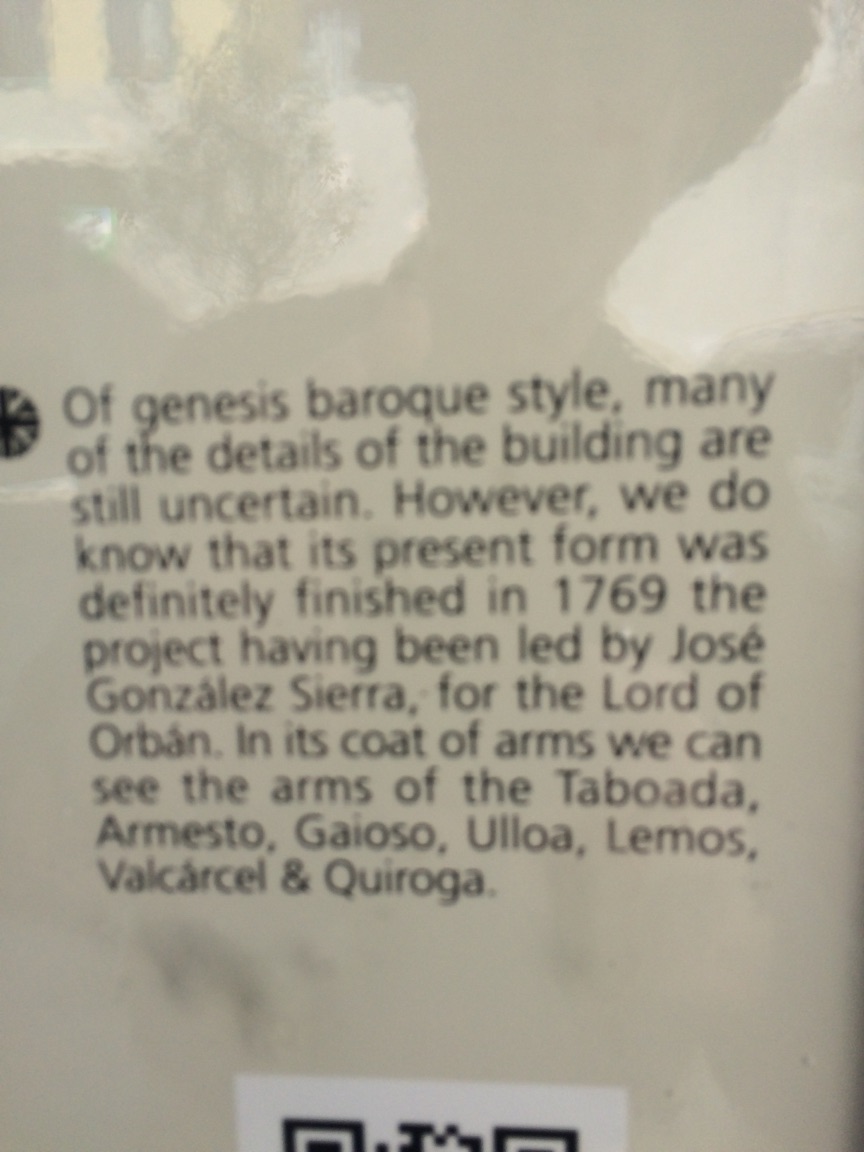 Of genesis baroque style, many
of the details of the building are
still uncertain. However, we do
know that its present form was
definitely finished in 1769 the
project having been led by José
González Sierra, for the Lord of
Orbán. In its coat of arms we can
see the arms of the Taboada,
Armesto, Gaioso, Ulloa, Lemos,
Valcárcel & Quiroga.